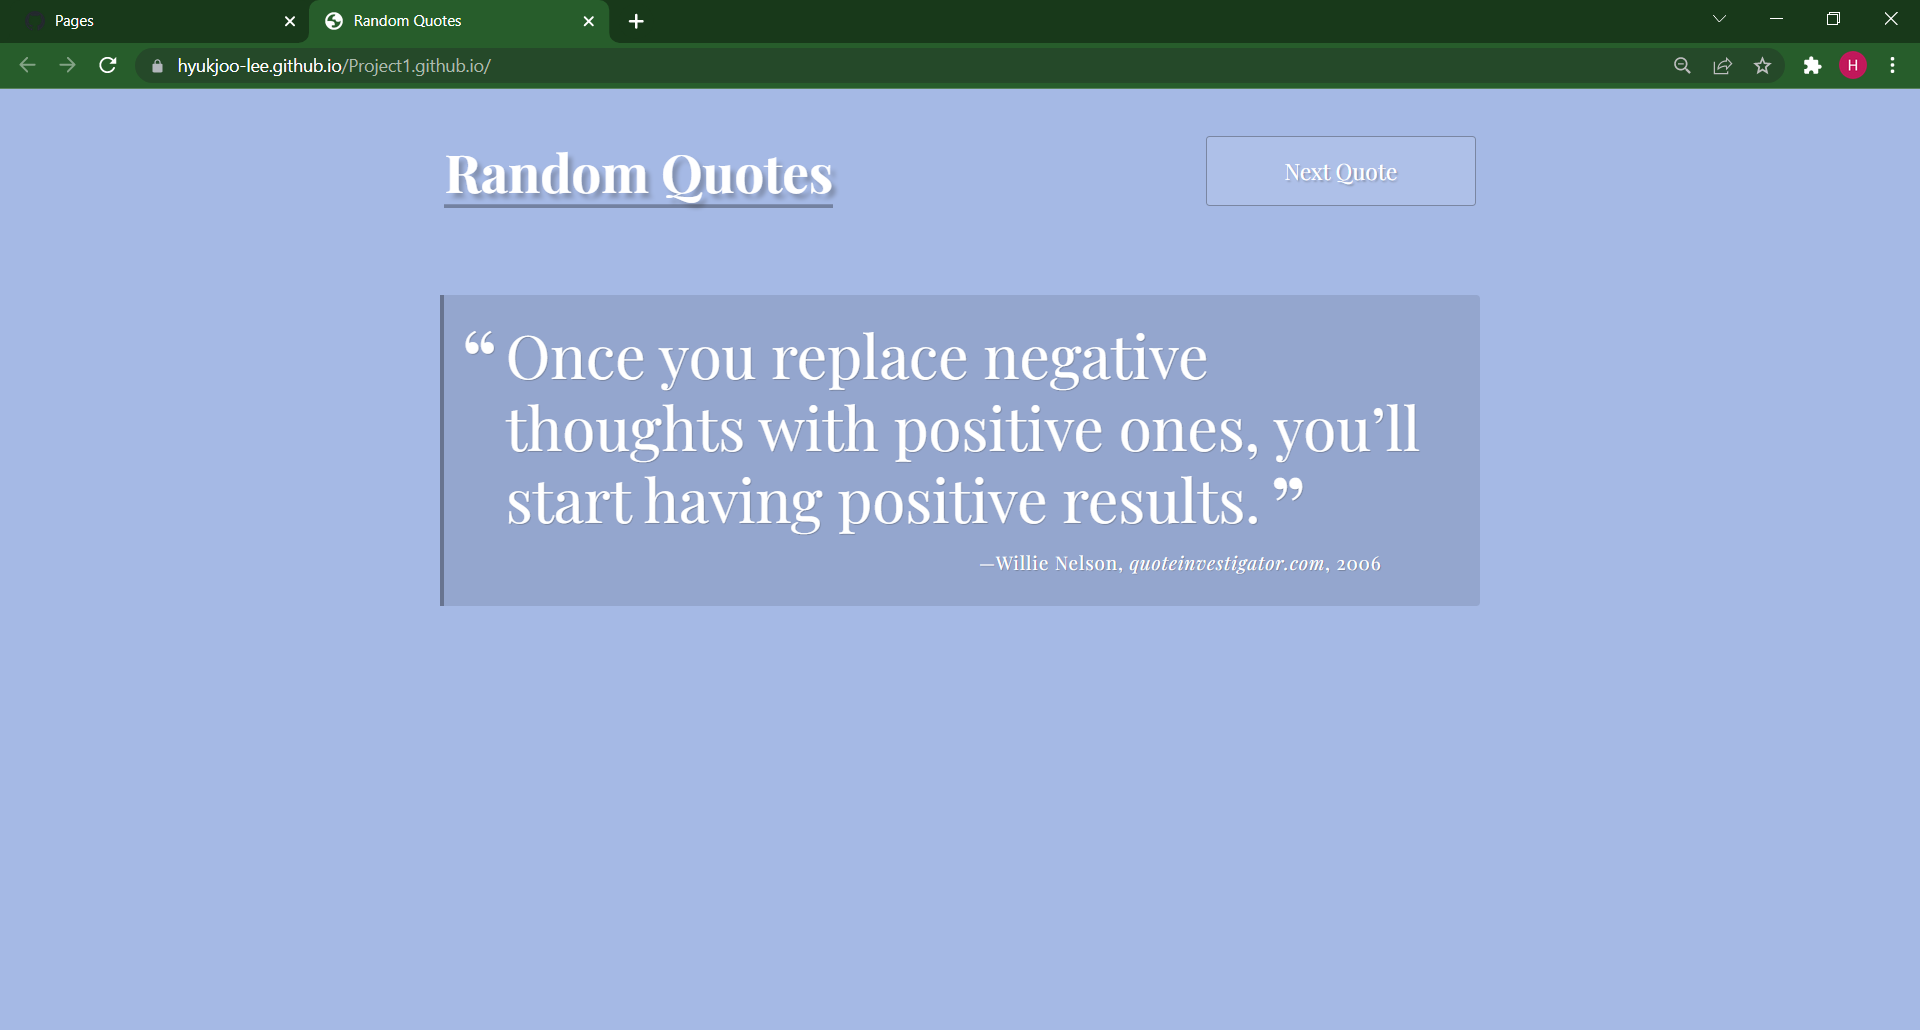 Pages
Random Quotes
hyukjoo-lee.github.io/Project1.github.io/
H
Random Quotes
Next Quote
“ Once you replace negative
thoughts with positive ones, you’ll
start having positive results. ”
—Willie Nelson, quoteinvestigator.com, 2006